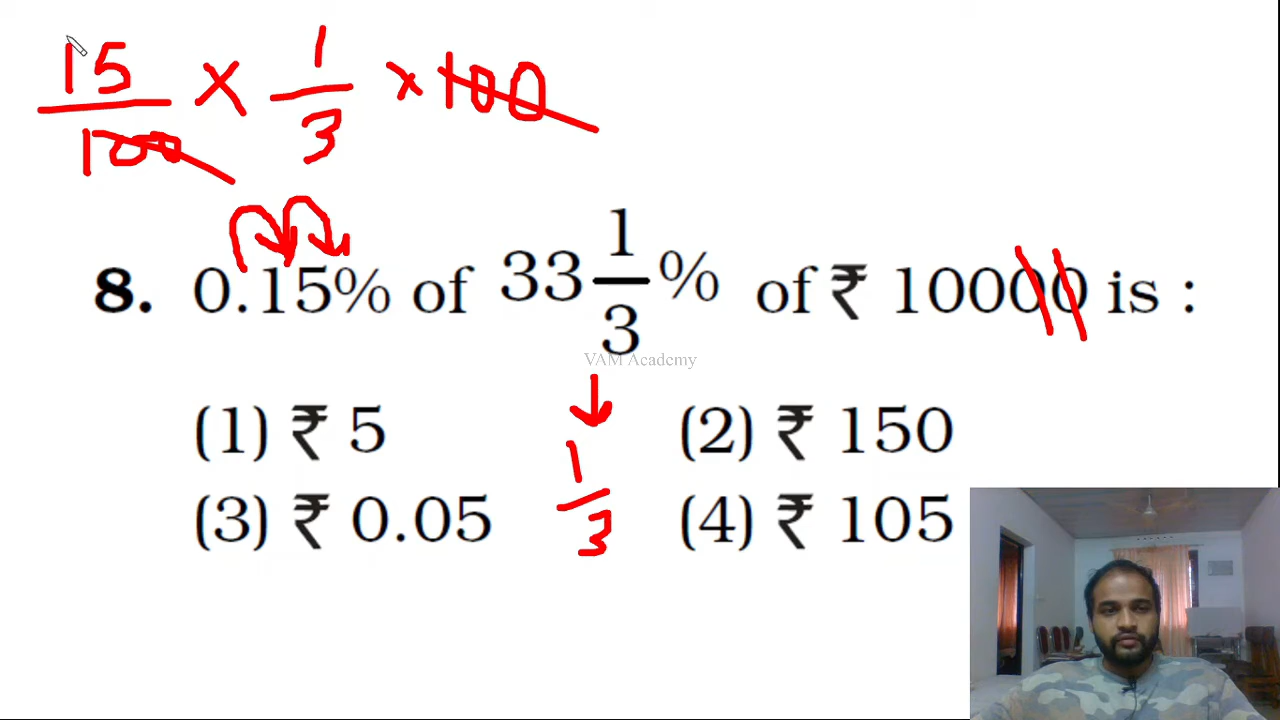 15/100 × 1/3 × 100
8. 0.15% of 33 1/3 % of ₹ 10000 is :
VAM Academy
(1) ₹ 5 (2) ₹ 150
1/3
(3) ₹ 0.05 (4) ₹ 105